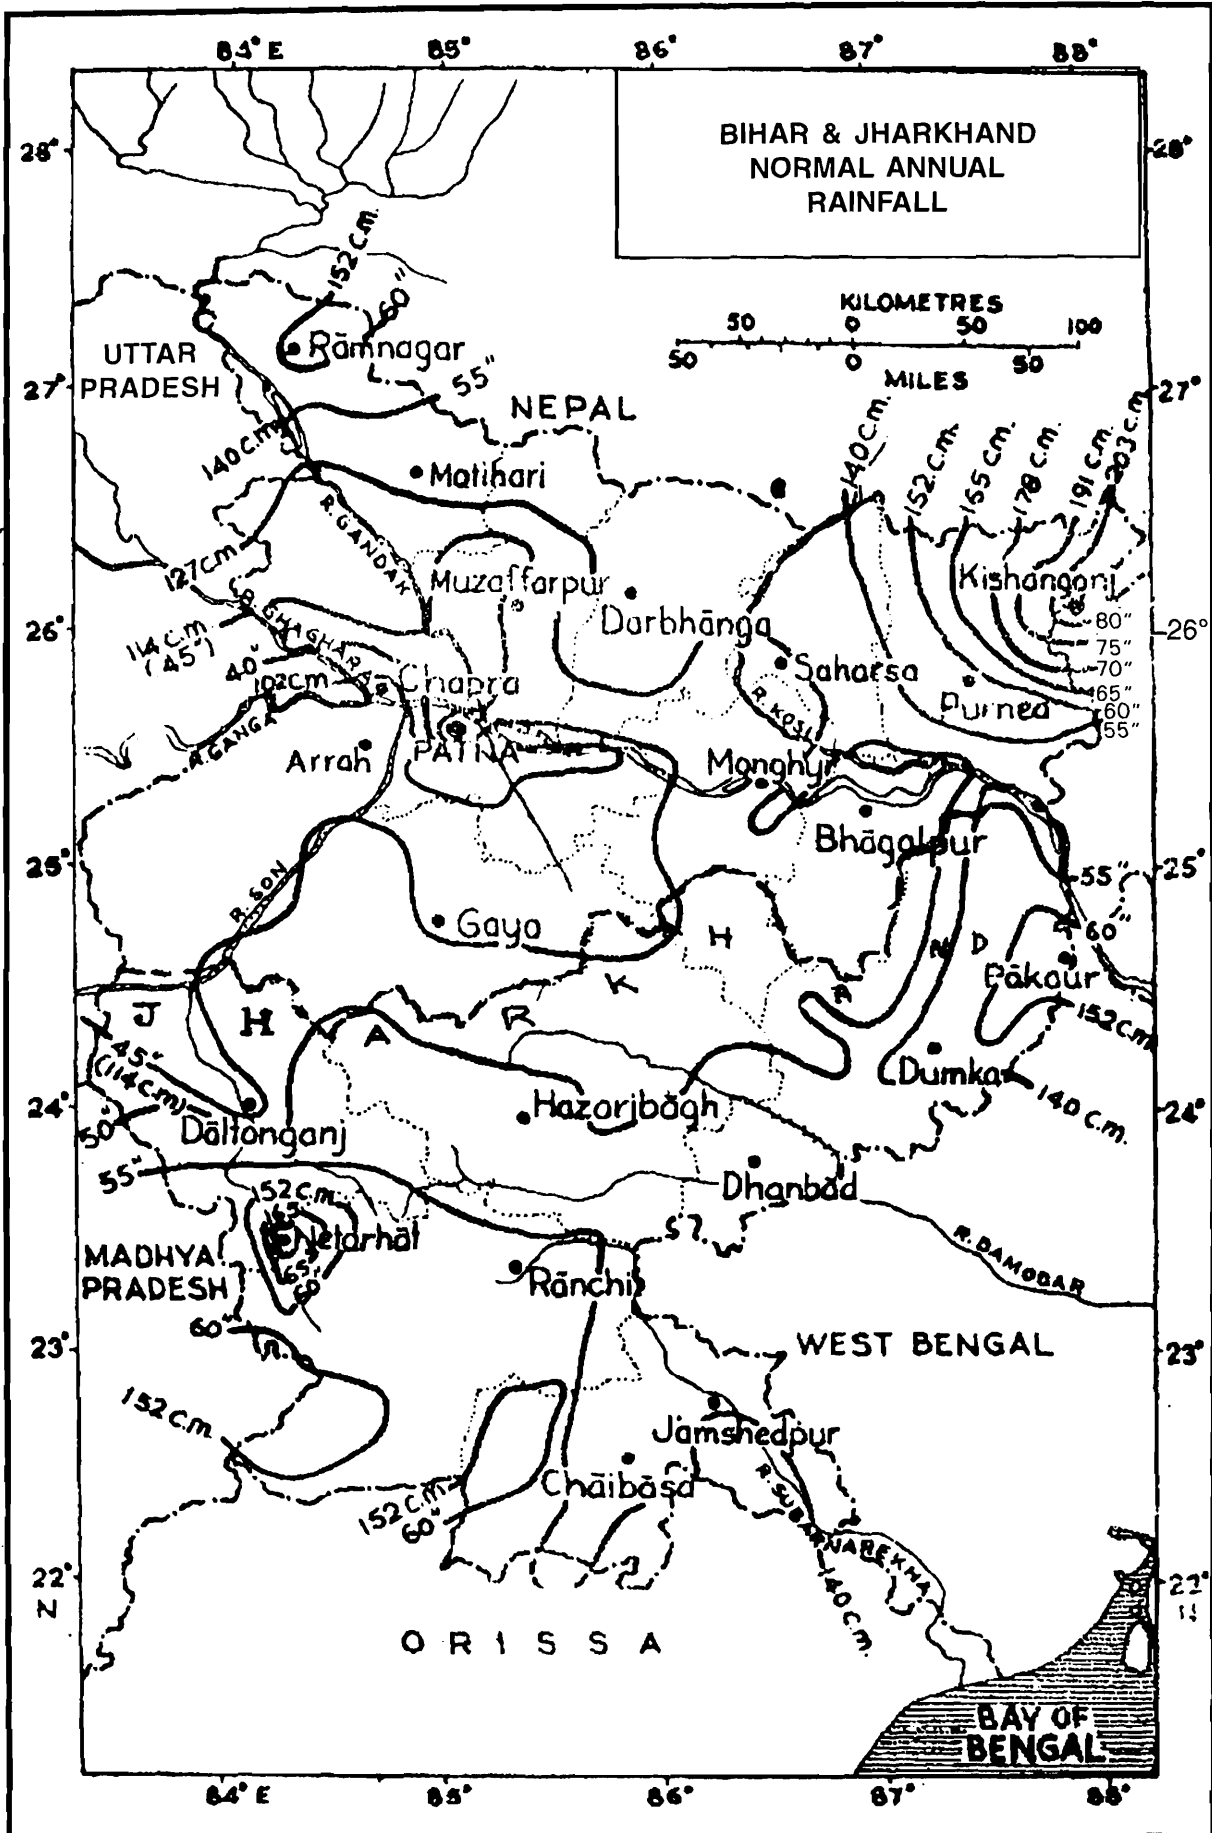 84° E 85° 86° 87° 88°
BIHAR & JHARKHAND
NORMAL ANNUAL
RAINFALL
28° 28°
152 C.M.
60"
KILOMETRES
50 0 50 100
50 0 50
MILES
Rāmnagar
UTTAR
PRADESH
55"
27° 27°
NEPAL
140 C.M.
152 C.M.
165 C.M.
178 C.M.
191 C.M.
203 C.M.
140 C.M.
Matihari
R. GANDAK
127 C.M
Muzaffarpur
Kishanganj
R. GHAGHARA
Darbhānga
80"
26° 26°
114 C.M.
(45")
75"
40"
102 CM
Chapra
Saharsa
70"
65"
Purnea
60"
55"
R. KOSI
R. GANGA
Arrah
PATNA
Monghyr
Bhāgalpur
25° 25°
55"
R. SON
Gaya
60"
Pākaur
J H A R K H A N D
152 C.M.
45"
(114 C.M)
Dumka
140 C.M.
24° 24°
50"
Hazaribāgh
Dāltonganj
55"
Dhanbād
152 C.M.
65"
Netarhāt
65"
60"
MADHYA
PRADESH
R. DAMODAR
Rānchi
60"
23° 23°
WEST BENGAL
152 C.M.
Jāmshedpur
Chāibāsā
152 C.M
60"
R. SUBARNAREKHA
22° 22°
N N
140 C.M.
ORISSA
BAY OF
BENGAL
84° E 85° 86° 87° 88°